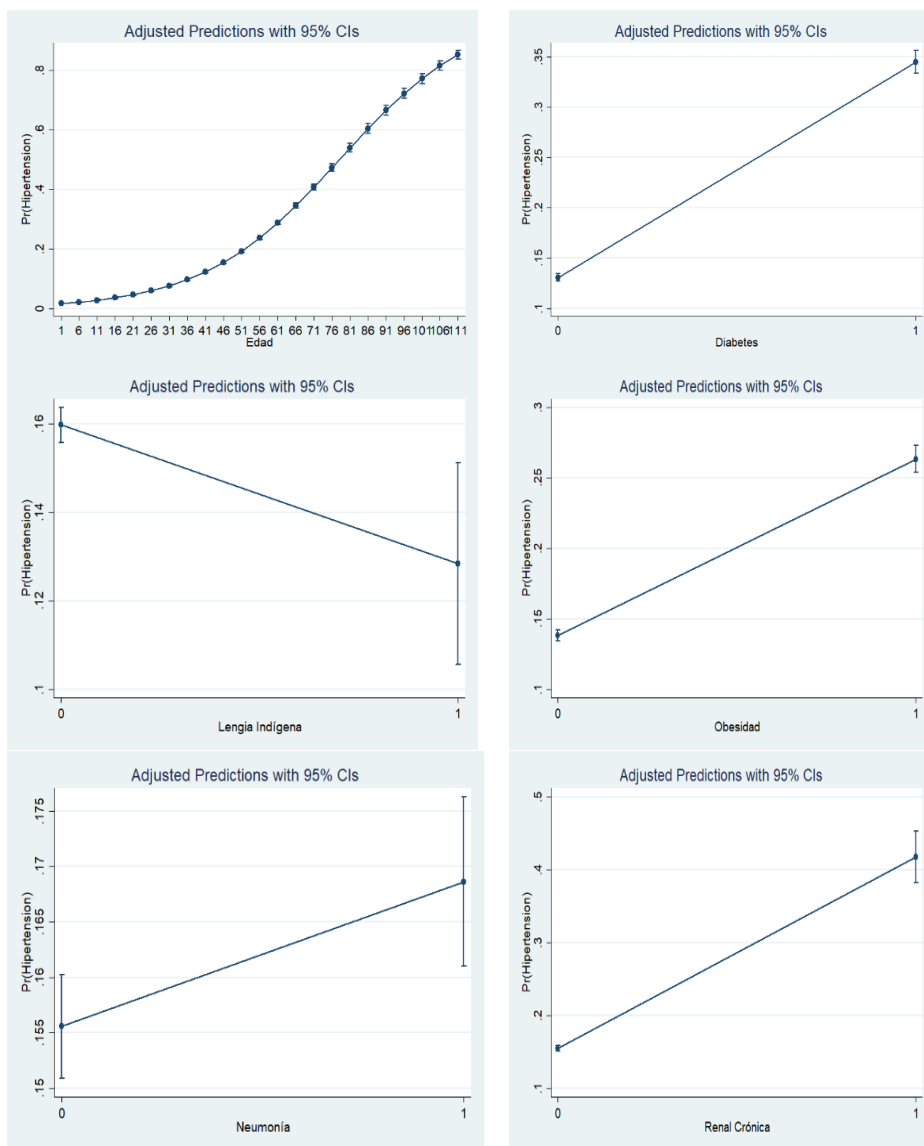 Adjusted Predictions with 95% CIs
Pr(Hipertension)
0 .2 .4 .6 .8
1 6 11 16 21 26 31 36 41 46 51 56 61 66 71 76 81 86 91 96 101106111
Edad
Adjusted Predictions with 95% CIs
Pr(Hipertension)
.1 .15 .2 .25 .3 .35
0 1
Diabetes
Adjusted Predictions with 95% CIs
Pr(Hipertension)
.1 .12 .14 .16
0 1
Lengia Indígena
Adjusted Predictions with 95% CIs
Pr(Hipertension)
.1 .15 .2 .25 .3
0 1
Obesidad
Adjusted Predictions with 95% CIs
Pr(Hipertension)
.15 .155 .16 .165 .17 .175
0 1
Neumonía
Adjusted Predictions with 95% CIs
Pr(Hipertension)
.1 .2 .3 .4 .5
0 1
Renal Crónica